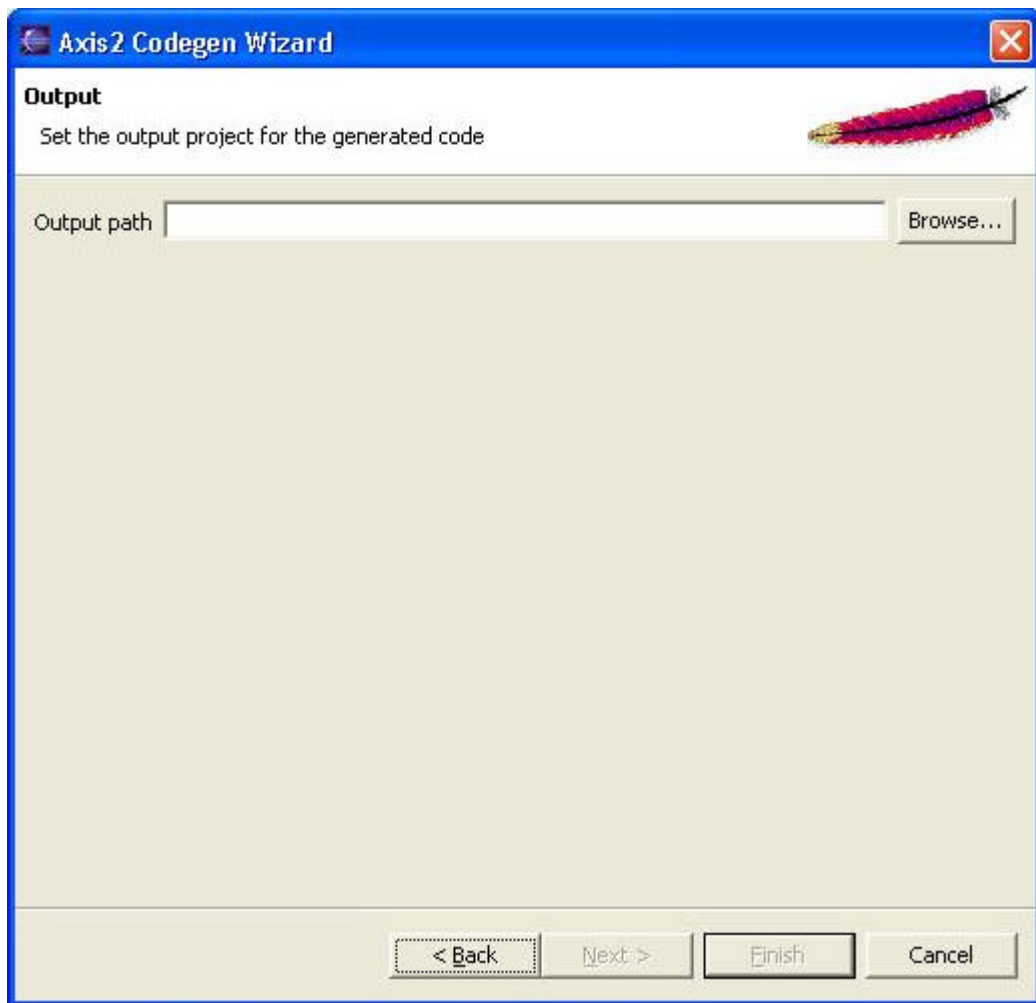 Axis2 Codegen Wizard
Output
Set the output project for the generated code
Output path
Browse...
< Back
Next >
Finish
Cancel